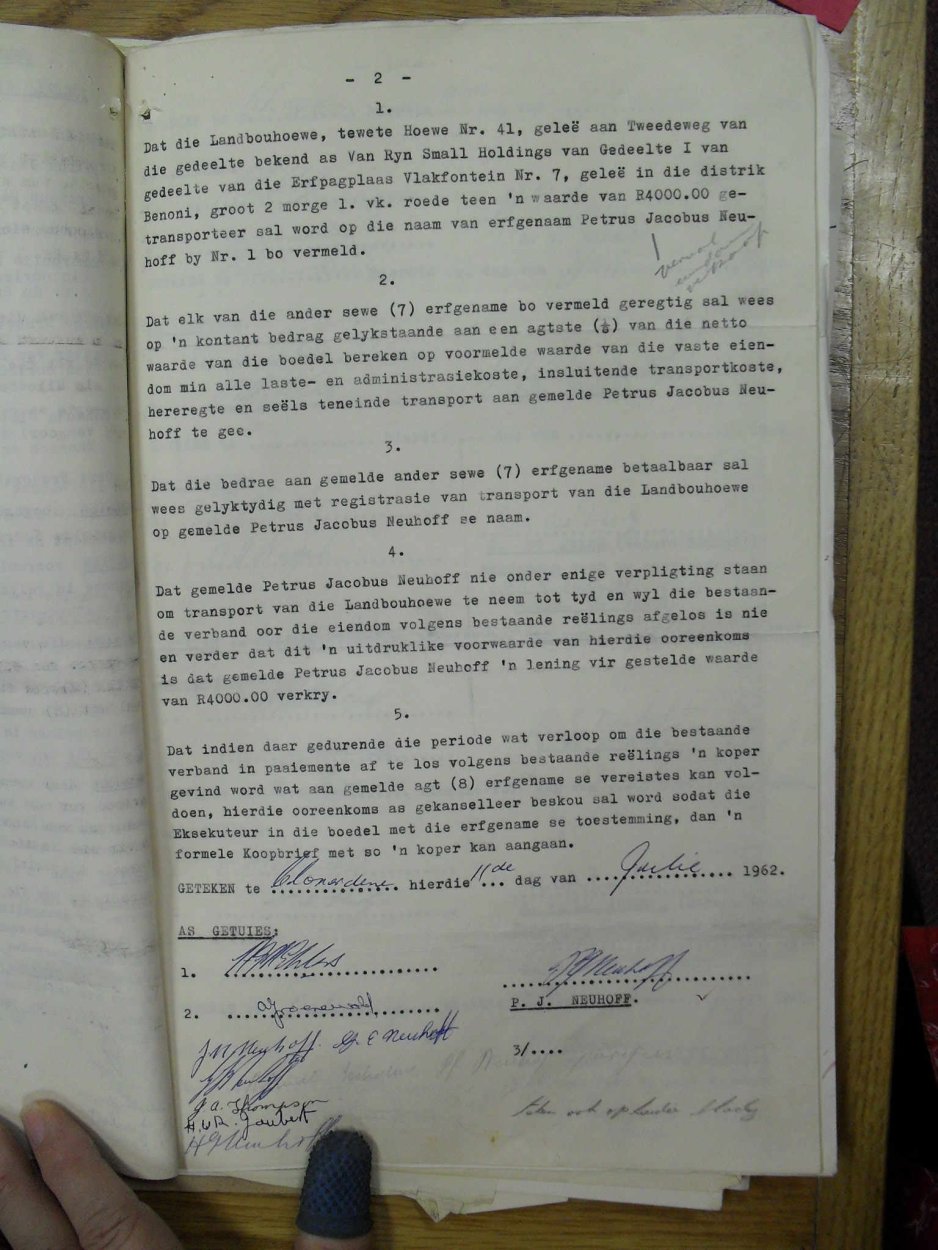 - 2 -
1.
Dat die Landbouhoewe, tewete Hoewe Nr. 41, geleë aan Tweedeweg van
die gedeelte bekend as Van Ryn Small Holdings van Gedeelte I van
gedeelte van die Erfpagplaas Vlakfontein Nr. 7, geleë in die distrik
Benoni, groot 2 morge 1. vk. roede teen 'n waarde van R4000.00 ge-
transporteer sal word op die naam van erfgenaam Petrus Jacobus Neu-
hoff by Nr. 1 bo vermeld.
2.
Dat elk van die ander sewe (7) erfgename bo vermeld geregtig sal wees
op 'n kontant bedrag gelykstaande aan een agtste (⅛) van die netto
waarde van die boedel bereken op voormelde waarde van die vaste eien-
dom min alle laste- en administrasiekoste, insluitende transportkoste,
hereregte en seëls teneinde transport aan gemelde Petrus Jacobus Neu-
hoff te gee.
3.
Dat die bedrae aan gemelde ander sewe (7) erfgename betaalbaar sal
wees gelyktydig met registrasie van transport van die Landbouhoewe
op gemelde Petrus Jacobus Neuhoff se naam.
4.
Dat gemelde Petrus Jacobus Neuhoff nie onder enige verpligting staan
om transport van die Landbouhoewe te neem tot tyd en wyl die bestaan-
de verband oor die eiendom volgens bestaande reëlings afgelos is nie
en verder dat dit 'n uitdruklike voorwaarde van hierdie ooreenkoms
is dat gemelde Petrus Jacobus Neuhoff 'n lening vir gestelde waarde
van R4000.00 verkry.
5.
Dat indien daar gedurende die periode wat verloop om die bestaande
verband in paaiemente af te los volgens bestaande reëlings 'n koper
gevind word wat aan gemelde agt (8) erfgename se vereistes kan vol-
doen, hierdie ooreenkoms as gekanselleer beskou sal word sodat die
Eksekuteur in die boedel met die erfgename se toestemming, dan 'n
formele Koopbrief met so 'n koper kan aangaan.
GETEKEN te Cloverdene hierdie 11de dag van Julie 1962.
AS GETUIES:
1. Ehlers
PJ Neuhoff
P. J. NEUHOFF.
2.
Neuhoff E Neuhoff
3/....
J A. Thompson
Joubert
Neuhoff